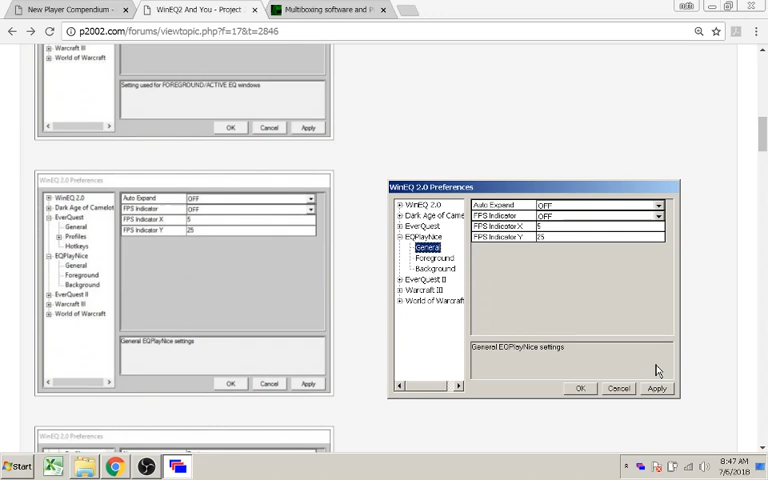 New Player Compendium -
WinEQ2 And You - Project
Multiboxing software and P
p2002.com/forums/viewtopic.php?f=17&t=2846
Warcraft III
World of Warcraft
Setting used for FOREGROUND/ACTIVE EQ windows
OK Cancel Apply
WinEQ 2.0 Preferences
WinEQ 2.0
Dark Age of Camelot
EverQuest
General
Profiles
Hotkeys
EQPlayNice
General
Foreground
Background
EverQuest II
Warcraft III
World of Warcraft
Auto Expand OFF
FPS Indicator OFF
FPS Indicator X 5
FPS Indicator Y 25
General EQPlayNice settings
OK Cancel Apply
WinEQ 2.0 Preferences
WinEQ 2.0
Dark Age of Came
EverQuest
EQPlayNice
General
Foreground
Background
EverQuest II
Warcraft III
World of Warcraft
Auto Expand OFF
FPS Indicator OFF
FPS Indicator X 5
FPS Indicator Y 25
General EQPlayNice settings
OK Cancel Apply
WinEQ 2.0 Preferences
Start
8:47 AM
7/6/2018